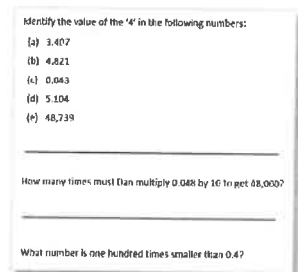 Identify the value of the '4' in the following numbers:
(a) 3.407
(b) 4.821
(c) 0.043
(d) 5.104
(e) 48,739
How many times must Dan multiply 0.048 by 10 to get 48,000?
What number is one hundred times smaller than 0.4?